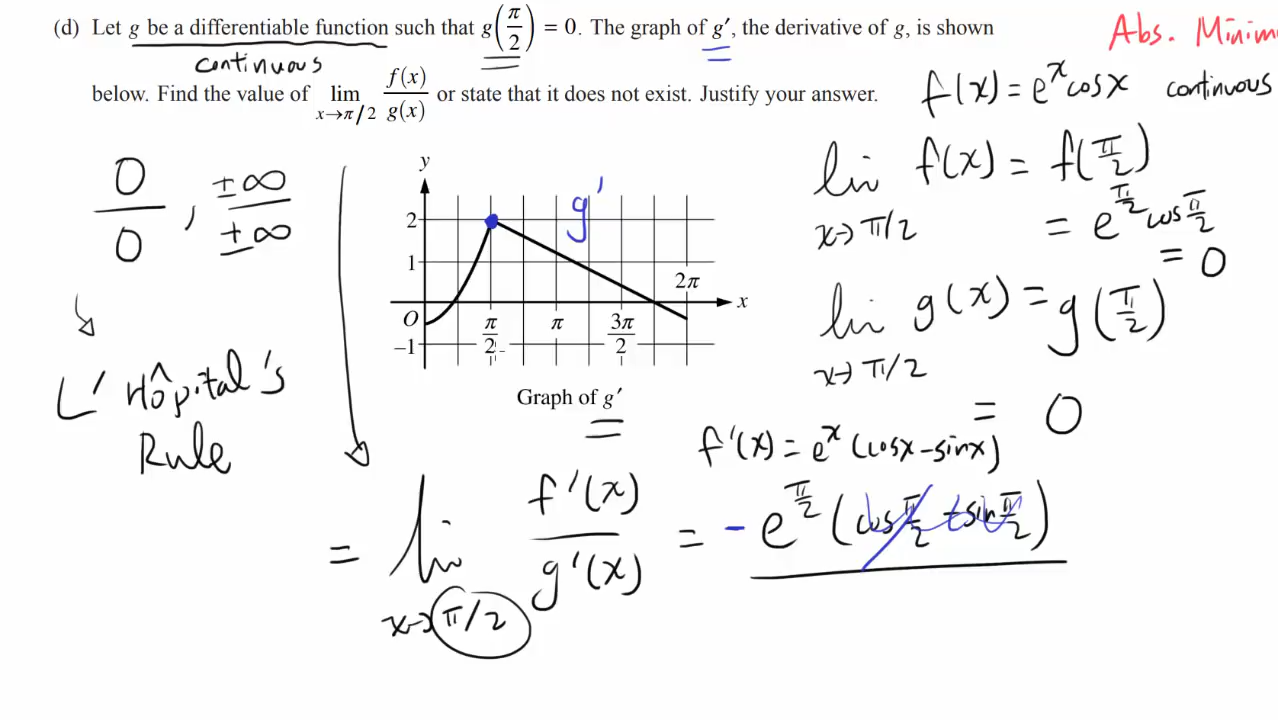 (d) Let g be a differentiable function such that g(π/2) = 0. The graph of g′, the derivative of g, is shown
continuous
below. Find the value of lim x→π/2 f(x)/g(x) or state that it does not exist. Justify your answer.
Abs. Minim
f(x) = e^x cosx continuous
0/0 , ±∞/±∞
L'Hôpital's
Rule
y
g'
2
1
O
-1
π/2
π
3π/2
2π
x
Graph of g′
lim x→π/2 f(x) = f(π/2)
= e^(π/2) cos π/2
= 0
lim x→π/2 g(x) = g(π/2)
= 0
f'(x) = e^x (cosx - sinx)
= lim x→π/2 f'(x)/g'(x) = - e^(π/2) (cos π/2 - sin π/2)